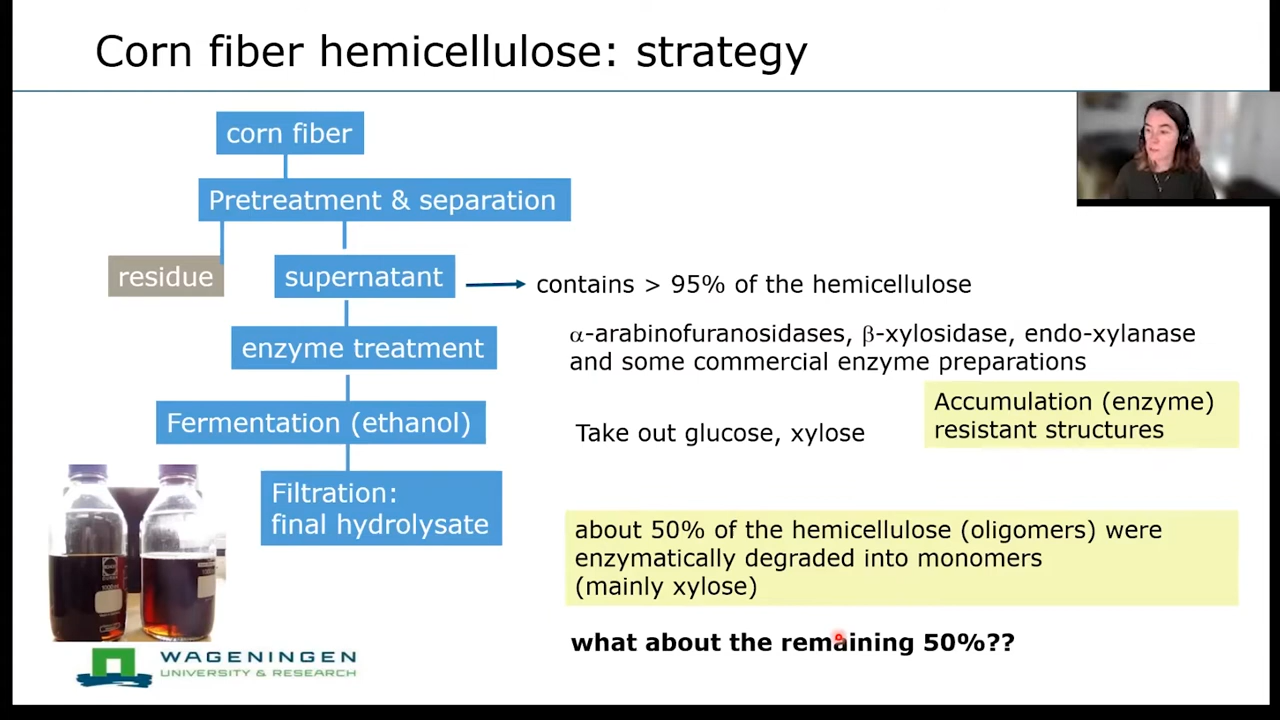 Corn fiber hemicellulose: strategy
corn fiber
Pretreatment & separation
residue
supernatant
contains > 95% of the hemicellulose
enzyme treatment
α-arabinofuranosidases, β-xylosidase, endo-xylanase
and some commercial enzyme preparations
Fermentation (ethanol)
Take out glucose, xylose
Accumulation (enzyme)
resistant structures
Filtration:
final hydrolysate
about 50% of the hemicellulose (oligomers) were
enzymatically degraded into monomers
(mainly xylose)
what about the remaining 50%??
WAGENINGEN
UNIVERSITY & RESEARCH